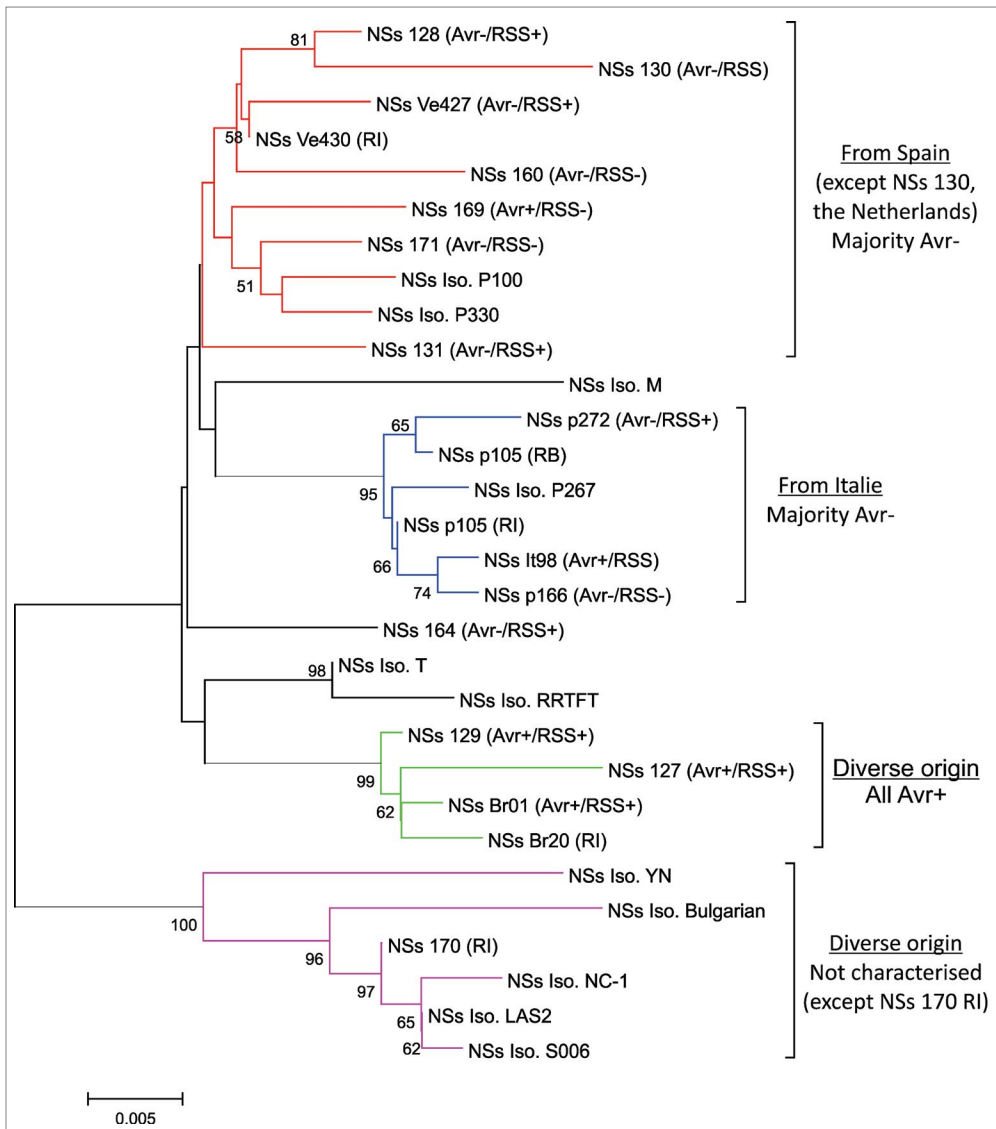 81
NSs 128 (Avr-/RSS+)
NSs 130 (Avr-/RSS)
NSs Ve427 (Avr-/RSS+)
58
NSs Ve430 (RI)
NSs 160 (Avr-/RSS-)
NSs 169 (Avr+/RSS-)
NSs 171 (Avr-/RSS-)
51
NSs Iso. P100
NSs Iso. P330
NSs 131 (Avr-/RSS+)
From Spain
(except NSs 130,
the Netherlands)
Majority Avr-
NSs Iso. M
65
NSs p272 (Avr-/RSS+)
NSs p105 (RB)
95
NSs Iso. P267
NSs p105 (RI)
66
NSs It98 (Avr+/RSS)
74
NSs p166 (Avr-/RSS-)
From Italie
Majority Avr-
NSs 164 (Avr-/RSS+)
98
NSs Iso. T
NSs Iso. RRTFT
NSs 129 (Avr+/RSS+)
99
NSs 127 (Avr+/RSS+)
62
NSs Br01 (Avr+/RSS+)
NSs Br20 (RI)
Diverse origin
All Avr+
NSs Iso. YN
100
NSs Iso. Bulgarian
96
NSs 170 (RI)
97
NSs Iso. NC-1
65
NSs Iso. LAS2
62
NSs Iso. S006
Diverse origin
Not characterised
(except NSs 170 RI)
0.005